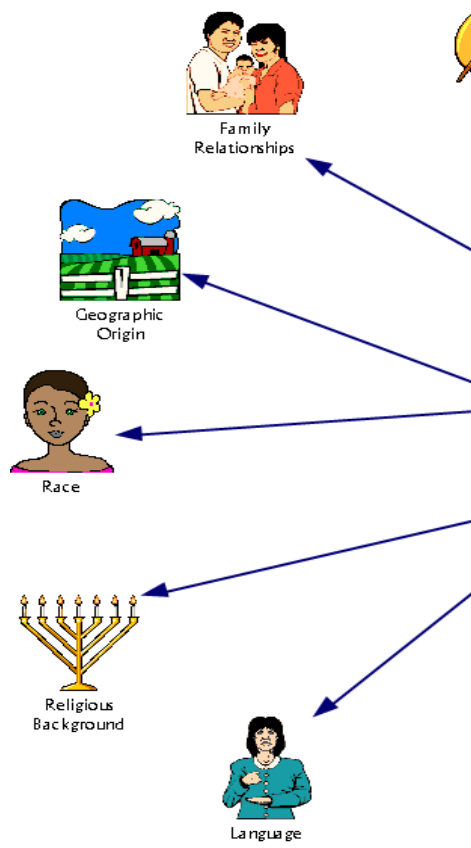 Family
Relationships
Geographic
Origin
Race
Religious
Background
Language